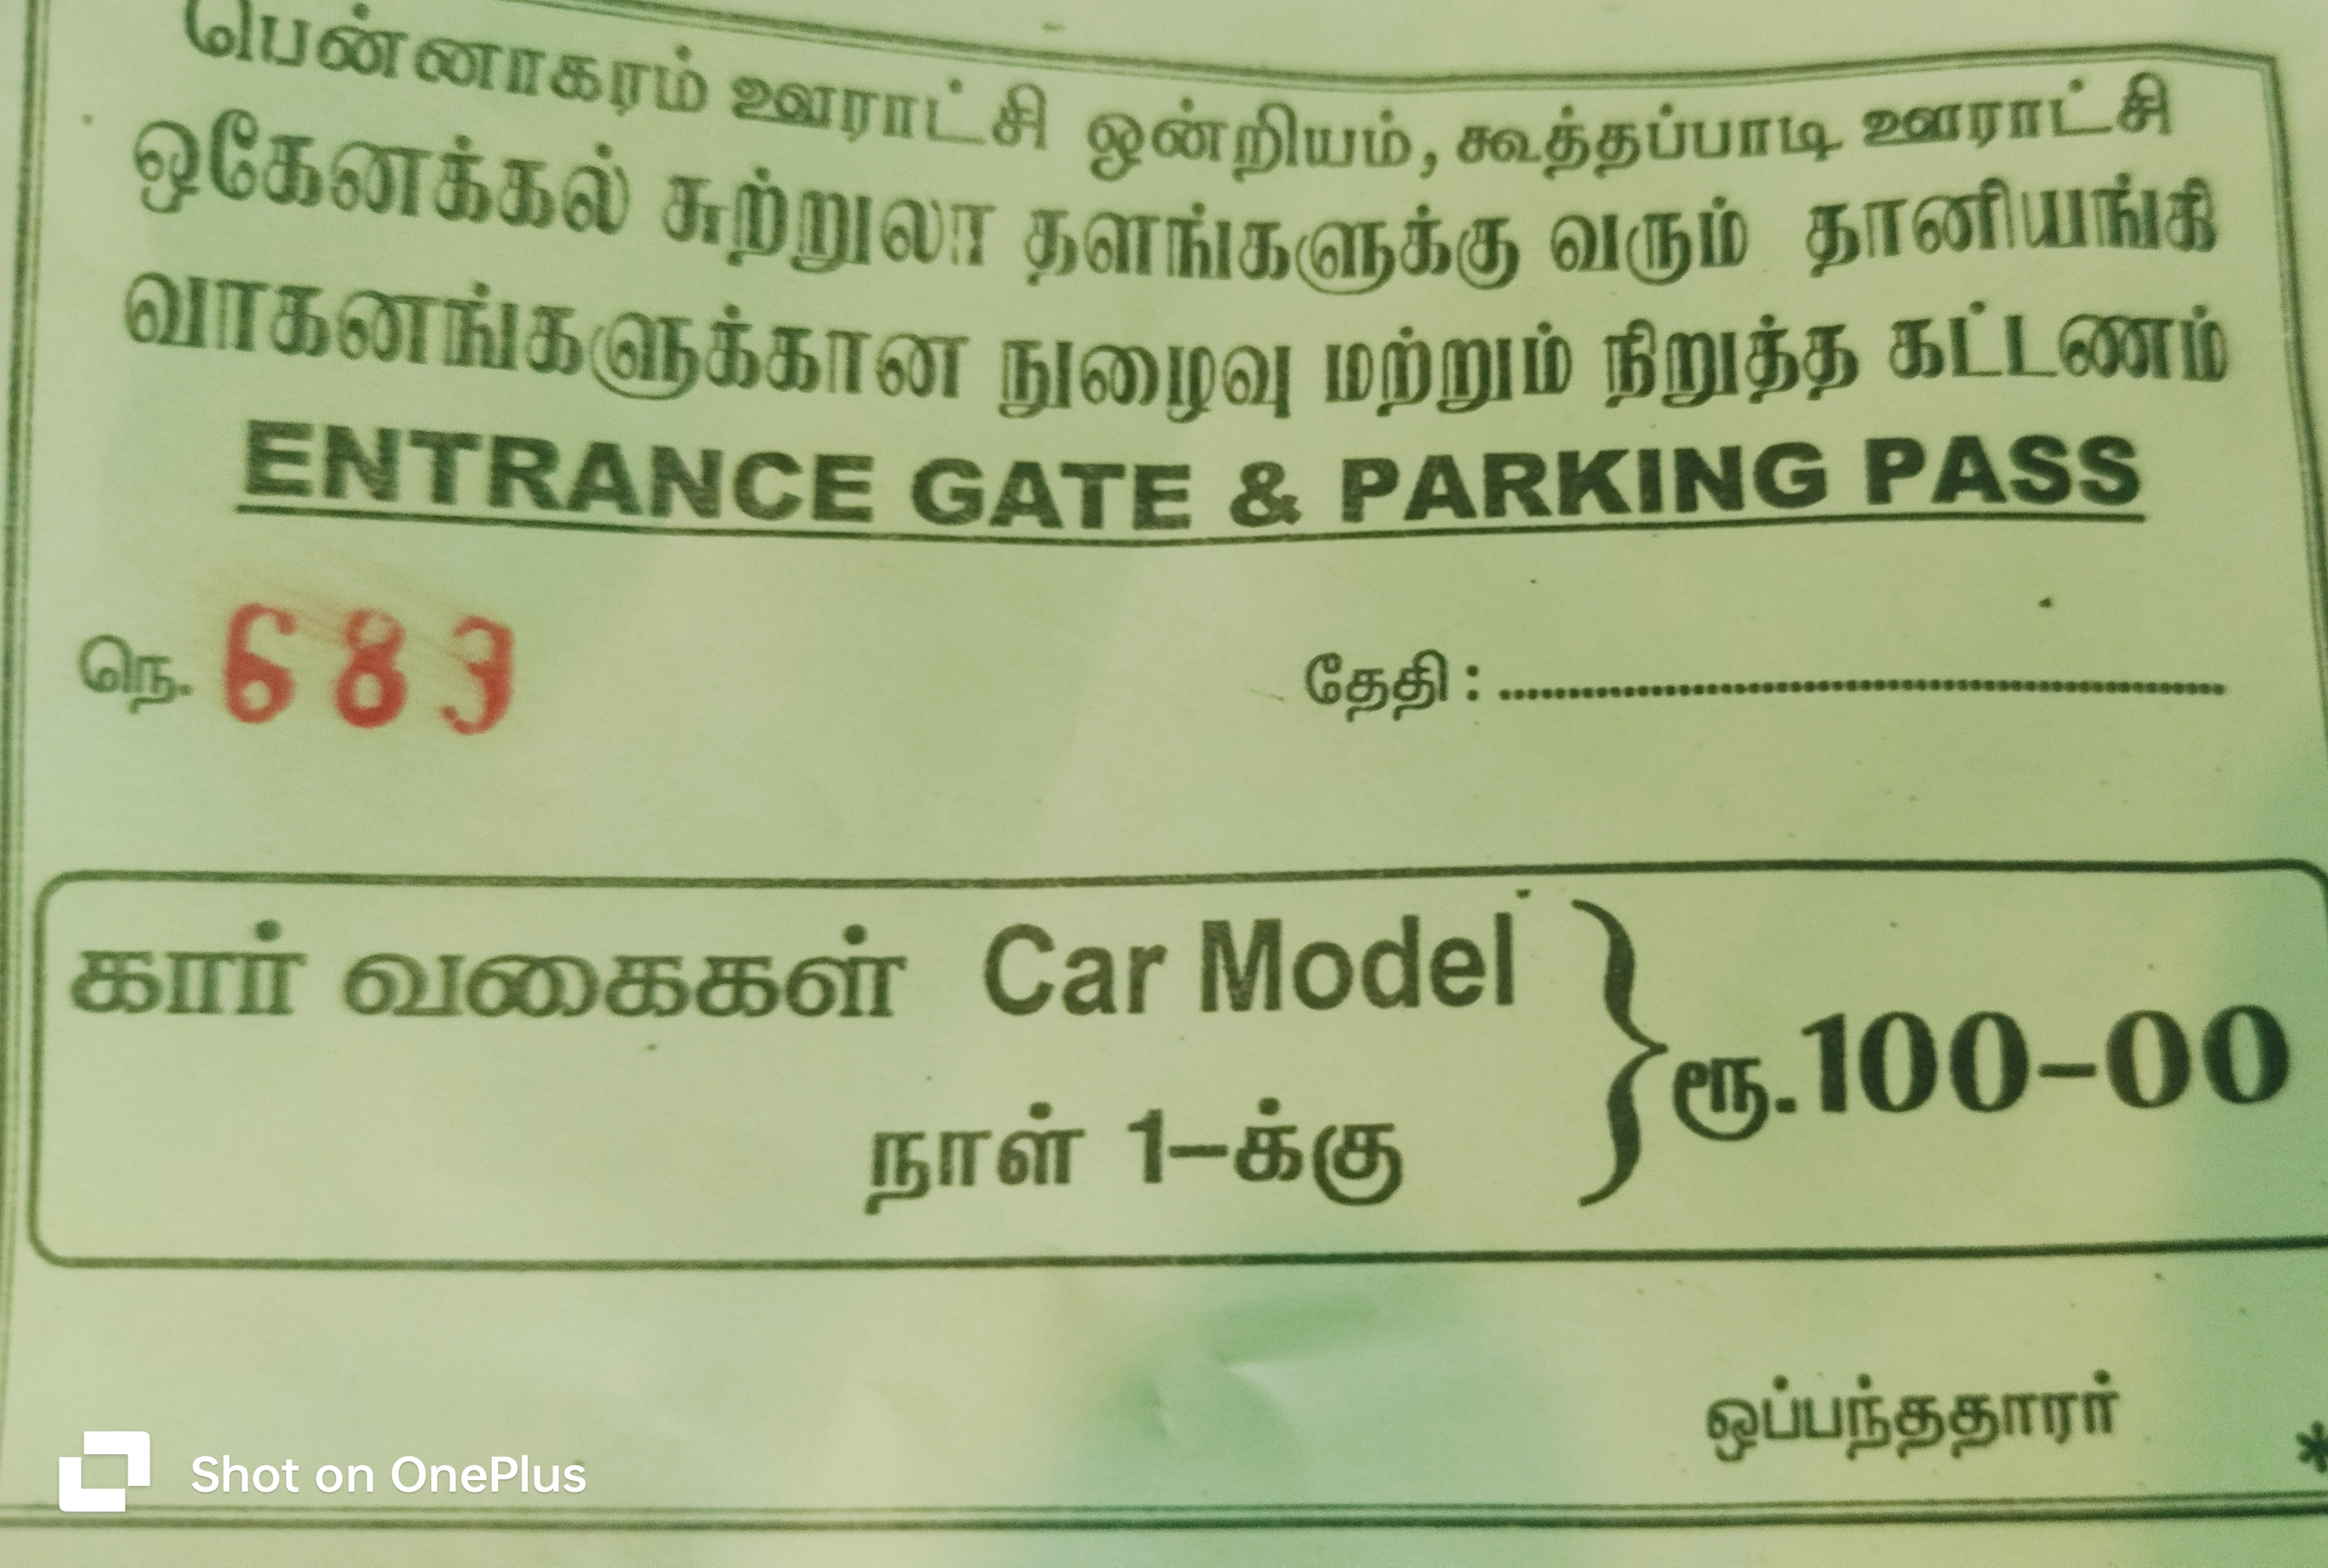 பென்னாகரம் ஊராட்சி ஒன்றியம், கூத்தப்பாடி ஊராட்சி
ஒகேனக்கல் சுற்றுலா தளங்களுக்கு வரும் தானியங்கி
வாகனங்களுக்கான நுழைவு மற்றும் நிறுத்த கட்டணம்
ENTRANCE GATE & PARKING PASS
நெ. 683 தேதி : ........................................
கார் வகைகள் Car Model
நாள் 1-க்கு } ரூ.100-00
ஒப்பந்ததாரர்
*
Shot on OnePlus